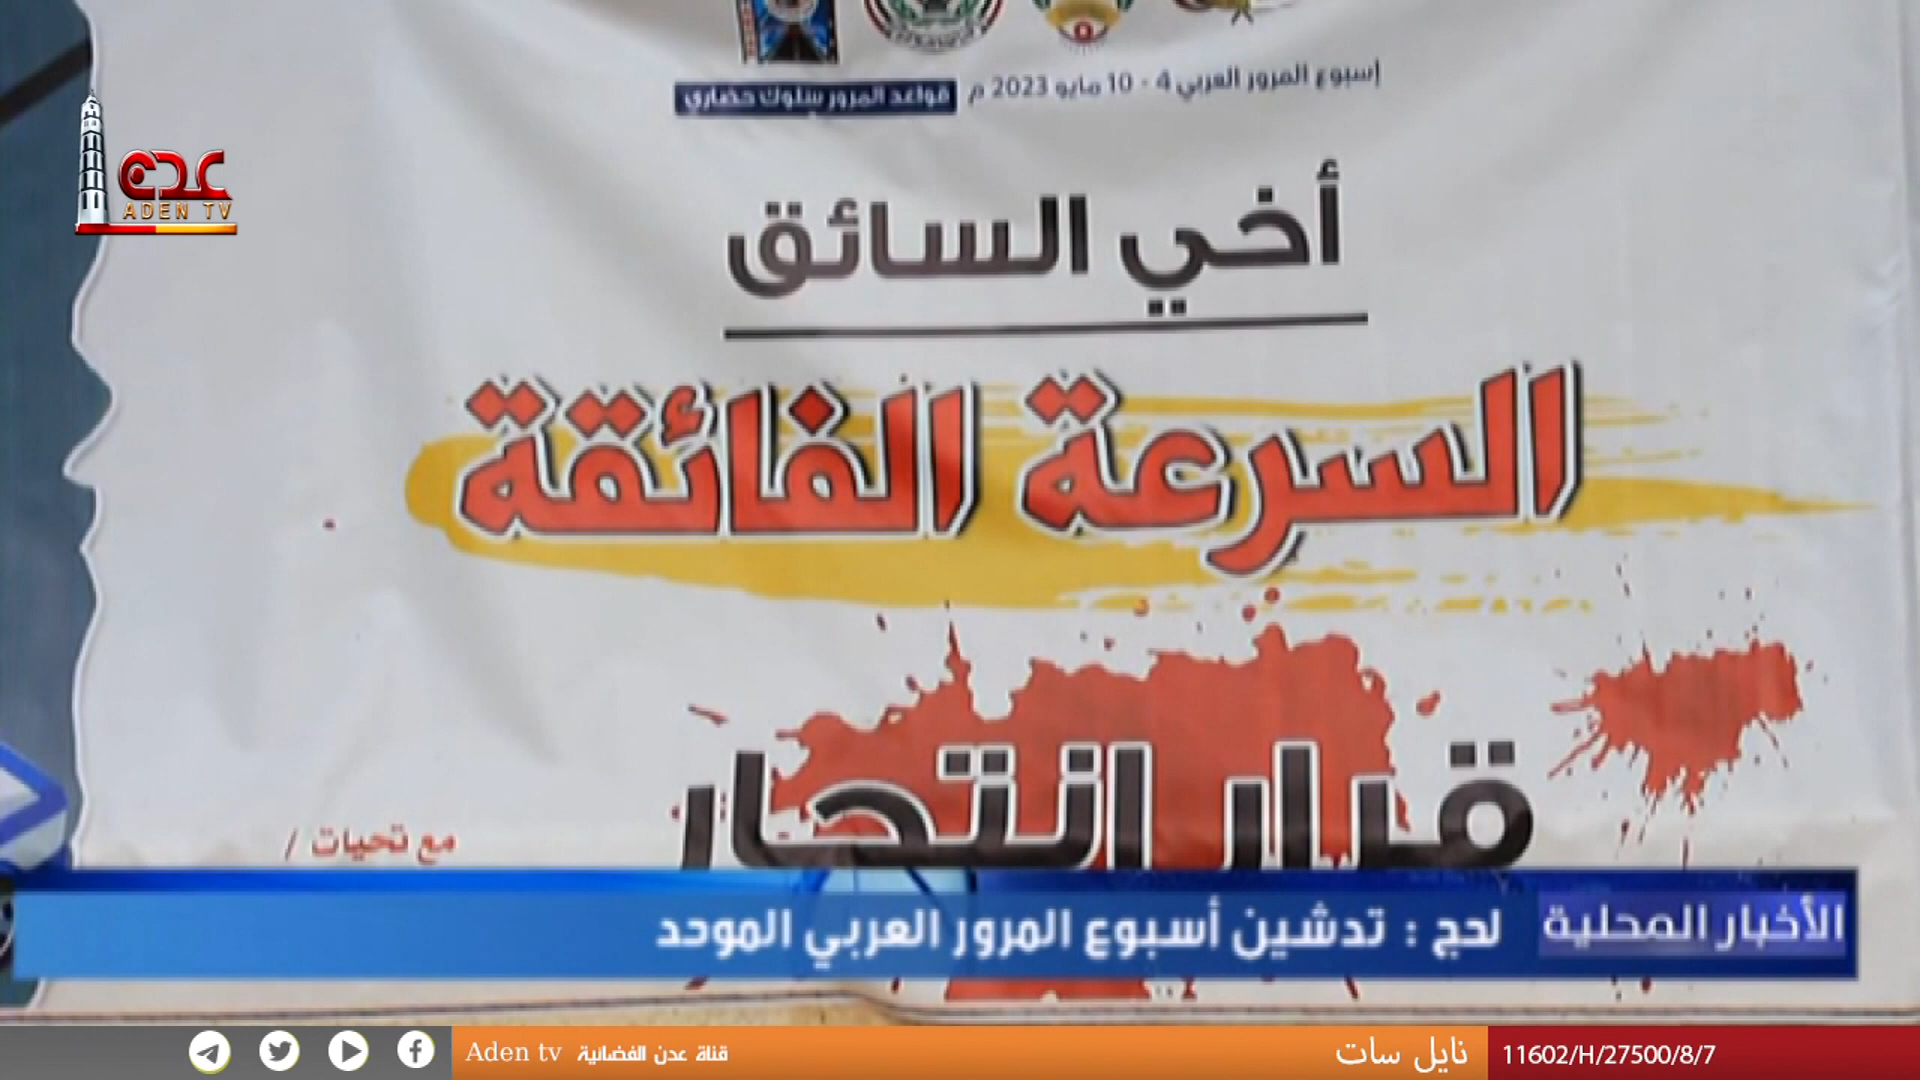 إسبوع المرور العربي 4 - 10 مايو 2023 م
قواعد المرور سلوك حضاري
عدن
ADEN TV
أخي السائق
السرعة الفائقة
قرار انتحار
مع تحيات /
الأخبار المحلية
لحج : تدشين أسبوع المرور العربي الموحد
Aden tv قناة عدن الفضائية
نايل سات
11602/H/27500/8/7